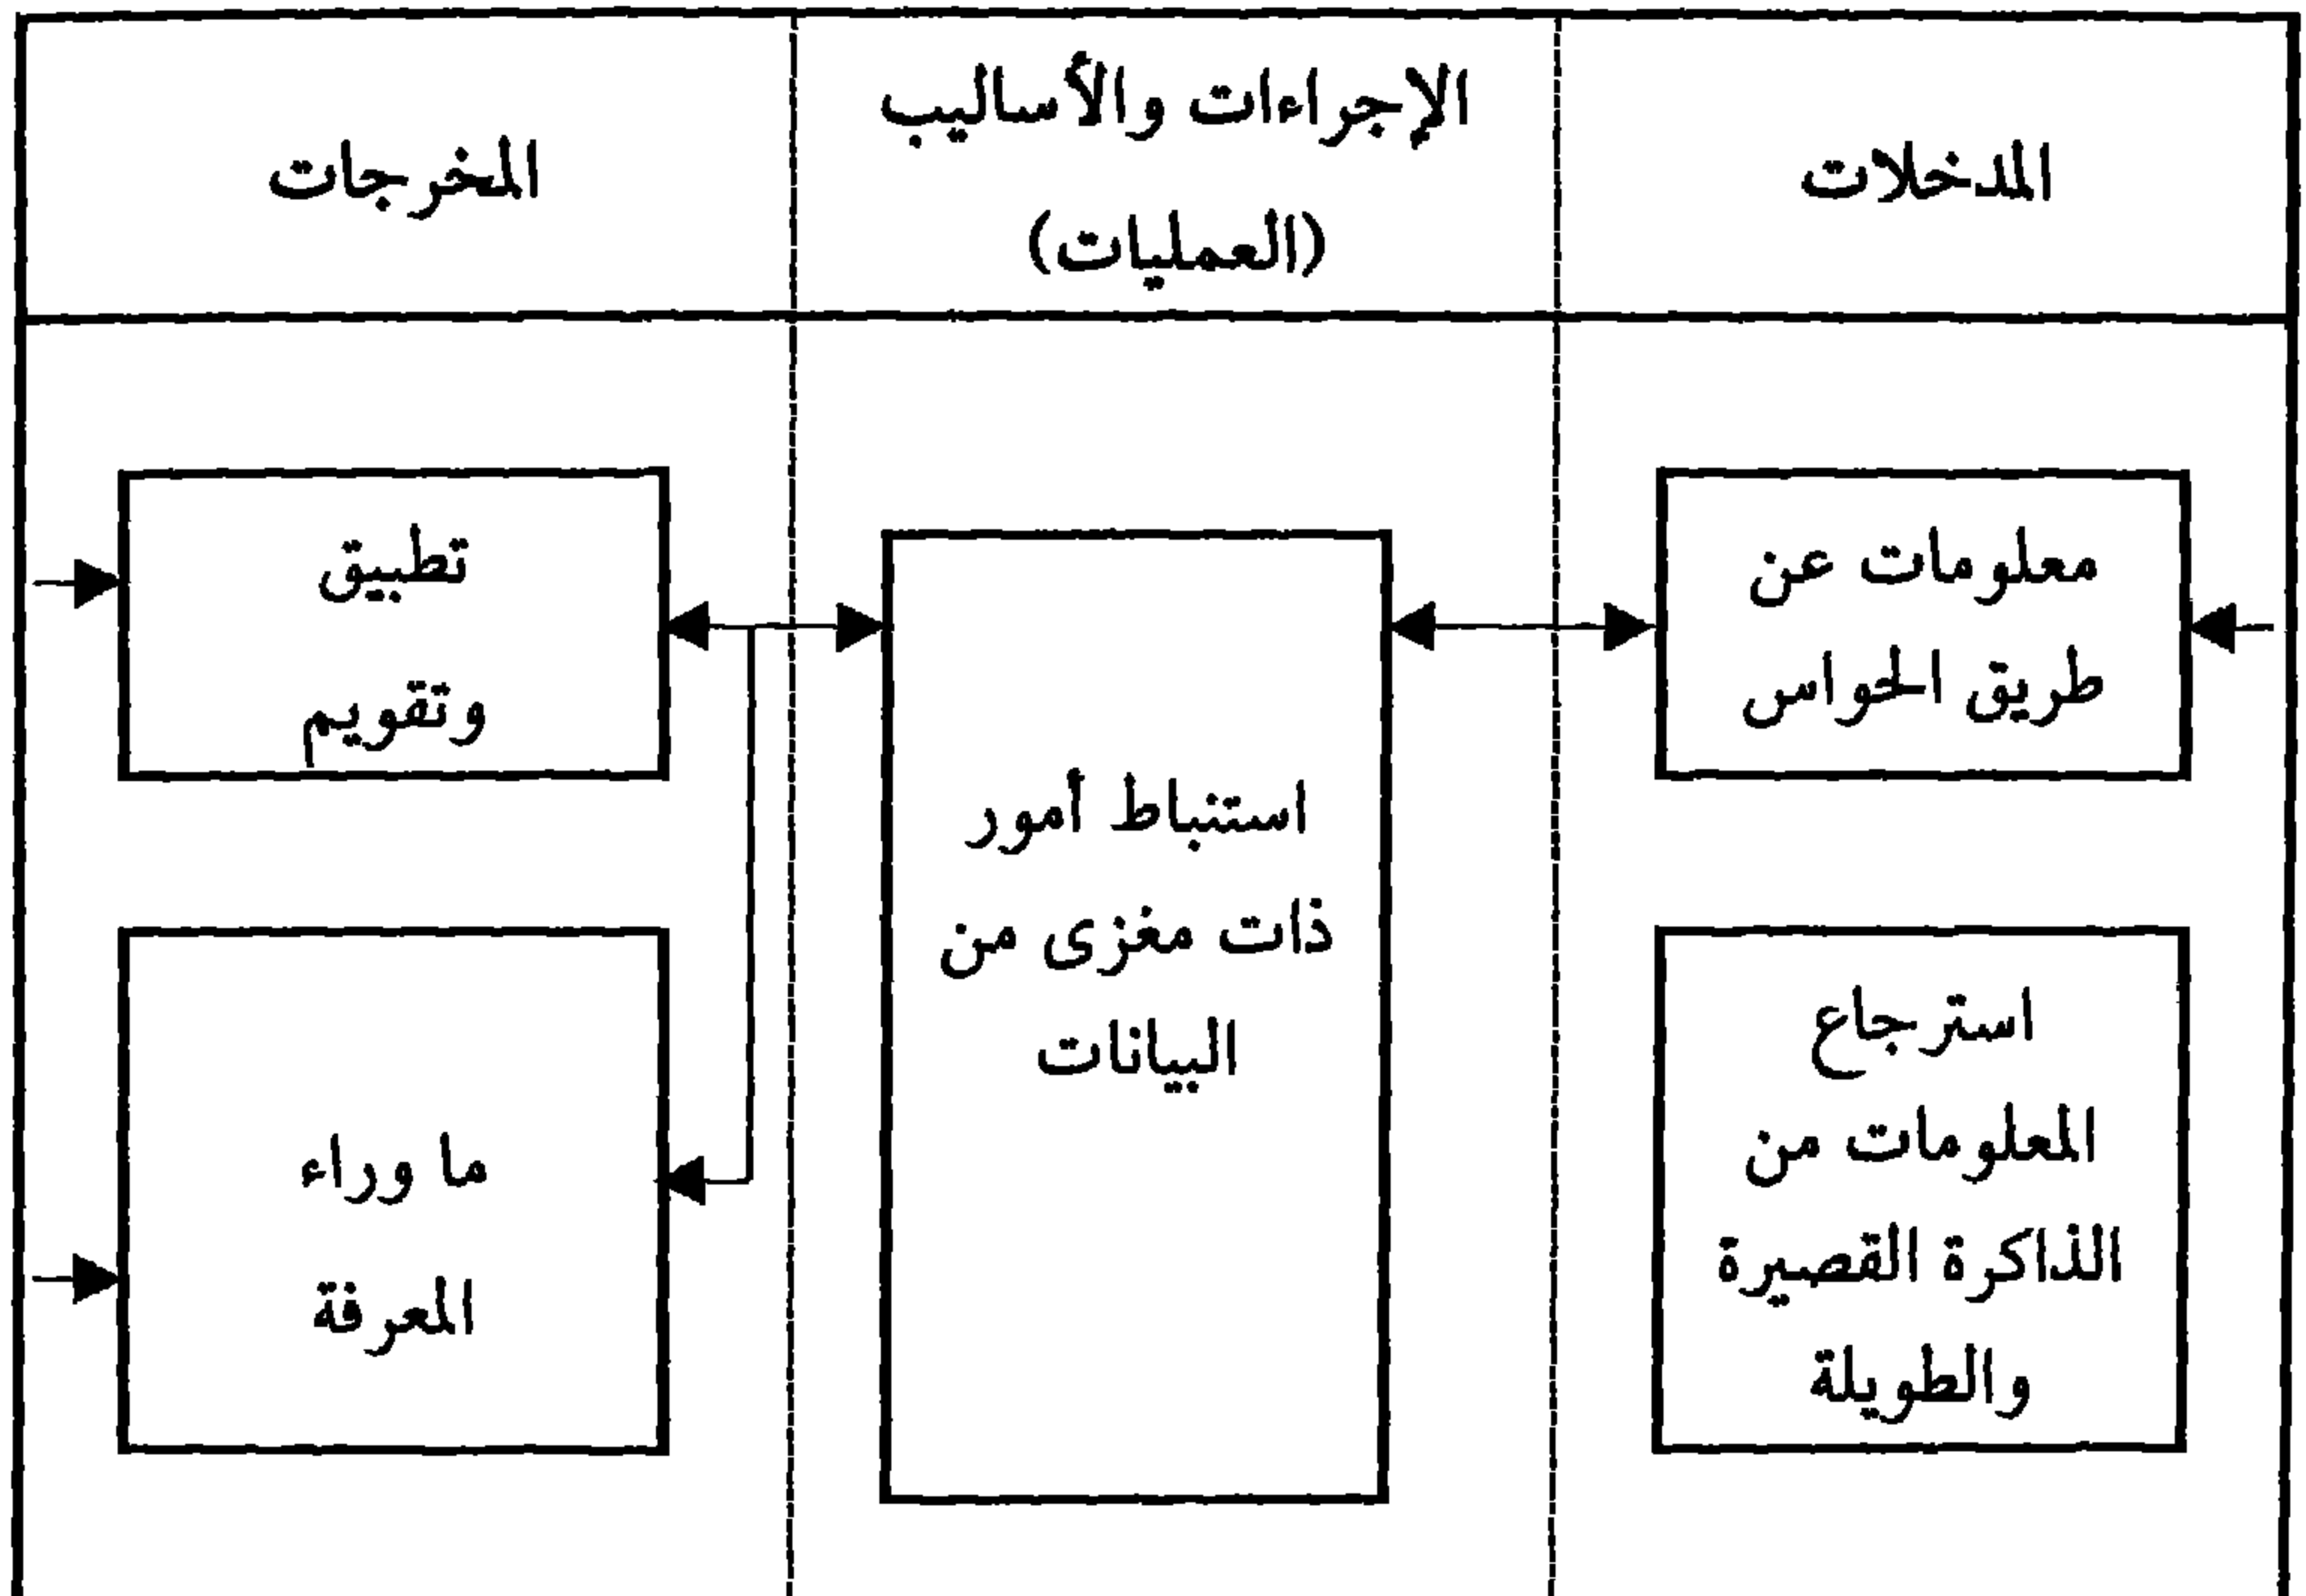 المدخلات
الإجراءات والأساليب
(العمليات)
المخرجات
معلومات عن
طريق الحواس
استرجاع
المعلومات من
الذاكرة القصيرة
والطويلة
استنباط أمور
ذات مغزى من
البيانات
تطبيق
وتقويم
ما وراء
المعرفة